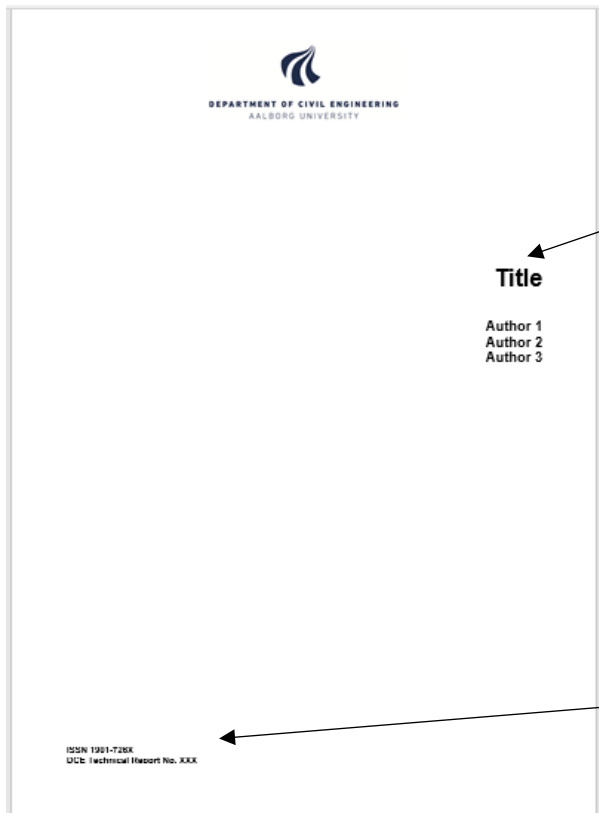 DEPARTMENT OF CIVIL ENGINEERING
AALBORG UNIVERSITY
Title
Author 1
Author 2
Author 3
ISSN 1901-726X
DCE Technical Report No. XXX